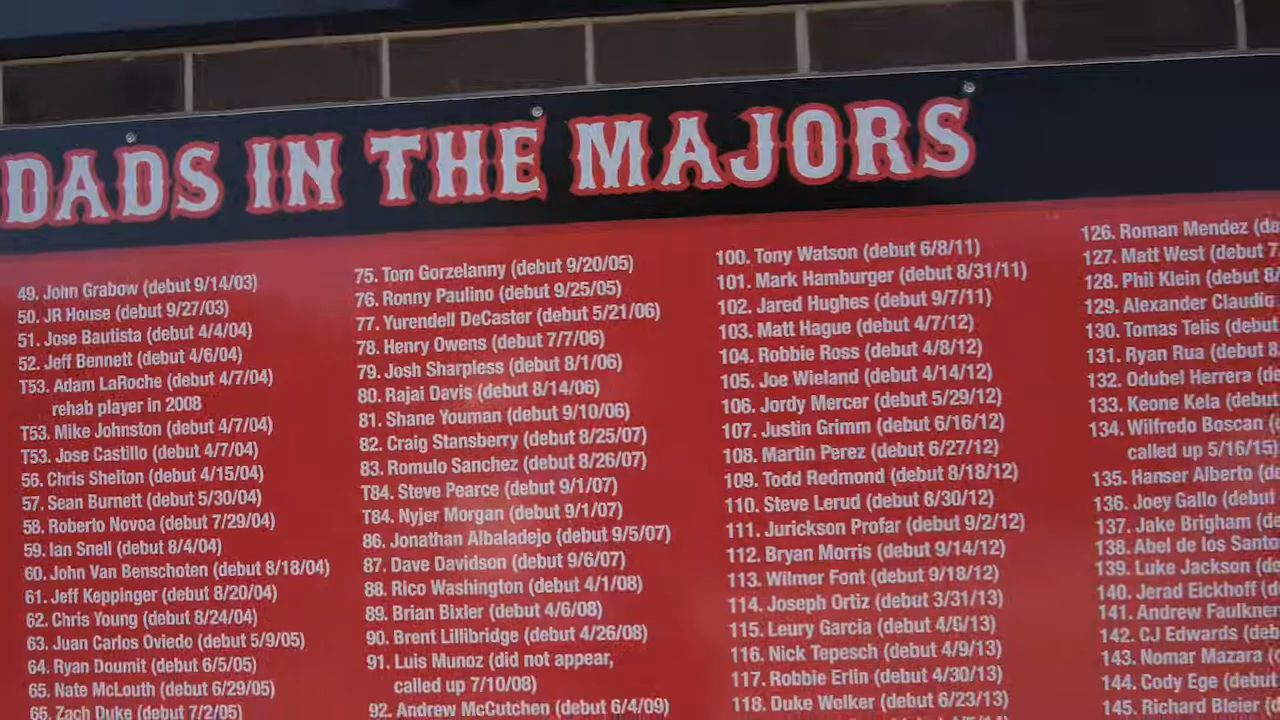 DADS IN THE MAJORS
49. John Grabow (debut 9/14/03)
50. JR House (debut 9/27/03)
51. Jose Bautista (debut 4/4/04)
52. Jeff Bennett (debut 4/6/04)
T53. Adam LaRoche (debut 4/7/04)
rehab player in 2008
T53. Mike Johnston (debut 4/7/04)
T53. Jose Castillo (debut 4/7/04)
56. Chris Shelton (debut 4/15/04)
57. Sean Burnett (debut 5/30/04)
58. Roberto Novoa (debut 7/29/04)
59. Ian Snell (debut 8/4/04)
60. John Van Benschoten (debut 8/18/04)
61. Jeff Keppinger (debut 8/20/04)
62. Chris Young (debut 8/24/04)
63. Juan Carlos Oviedo (debut 5/9/05)
64. Ryan Doumit (debut 6/5/05)
65. Nate McLouth (debut 6/29/05)
66. Zach Duke (debut 7/2/05)
75. Tom Gorzelanny (debut 9/20/05)
76. Ronny Paulino (debut 9/25/05)
77. Yurendell DeCaster (debut 5/21/06)
78. Henry Owens (debut 7/7/06)
79. Josh Sharpless (debut 8/1/06)
80. Rajai Davis (debut 8/14/06)
81. Shane Youman (debut 9/10/06)
82. Craig Stansberry (debut 8/25/07)
83. Romulo Sanchez (debut 8/26/07)
T84. Steve Pearce (debut 9/1/07)
T84. Nyjer Morgan (debut 9/1/07)
86. Jonathan Albaladejo (debut 9/5/07)
87. Dave Davidson (debut 9/6/07)
88. Rico Washington (debut 4/1/08)
89. Brian Bixler (debut 4/6/08)
90. Brent Lillibridge (debut 4/26/08)
91. Luis Munoz (did not appear,
called up 7/10/08)
92. Andrew McCutchen (debut 6/4/09)
100. Tony Watson (debut 6/8/11)
101. Mark Hamburger (debut 8/31/11)
102. Jared Hughes (debut 9/7/11)
103. Matt Hague (debut 4/7/12)
104. Robbie Ross (debut 4/8/12)
105. Joe Wieland (debut 4/14/12)
106. Jordy Mercer (debut 5/29/12)
107. Justin Grimm (debut 6/16/12)
108. Martin Perez (debut 6/27/12)
109. Todd Redmond (debut 8/18/12)
110. Steve Lerud (debut 8/30/12)
111. Jurickson Profar (debut 9/2/12)
112. Bryan Morris (debut 9/14/12)
113. Wilmer Font (debut 9/18/12)
114. Joseph Ortiz (debut 3/31/13)
115. Leury Garcia (debut 4/6/13)
116. Nick Tepesch (debut 4/9/13)
117. Robbie Erlin (debut 4/30/13)
118. Duke Welker (debut 6/23/13)
126. Roman Mendez (de
127. Matt West (debut 7
128. Phil Klein (debut 8/
129. Alexander Claudio
130. Tomas Telis (debut
131. Ryan Rua (debut 8
132. Odubel Herrera (de
133. Keone Kela (debut
134. Wilfredo Boscan (
called up 5/16/15)
135. Hanser Alberto (d
136. Joey Gallo (debut
137. Jake Brigham (deb
138. Abel de los Santo
139. Luke Jackson (de
140. Jerad Eickhoff (d
141. Andrew Faulkner
142. CJ Edwards (deb
143. Nomar Mazara (
144. Cody Ege (debut
145. Richard Bleier (d